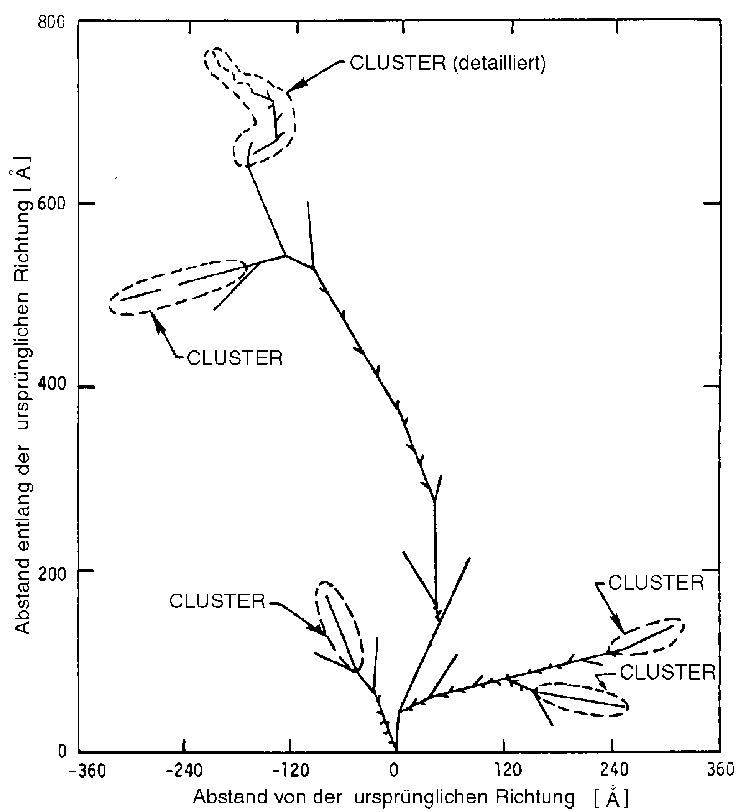 800
CLUSTER (detailliert)
600
CLUSTER
400
200
CLUSTER
CLUSTER
CLUSTER
0
-360
-240
-120
0
120
240
360
Abstand von der ursprünglichen Richtung [Å]
Abstand entlang der ursprünglichen Richtung [Å]